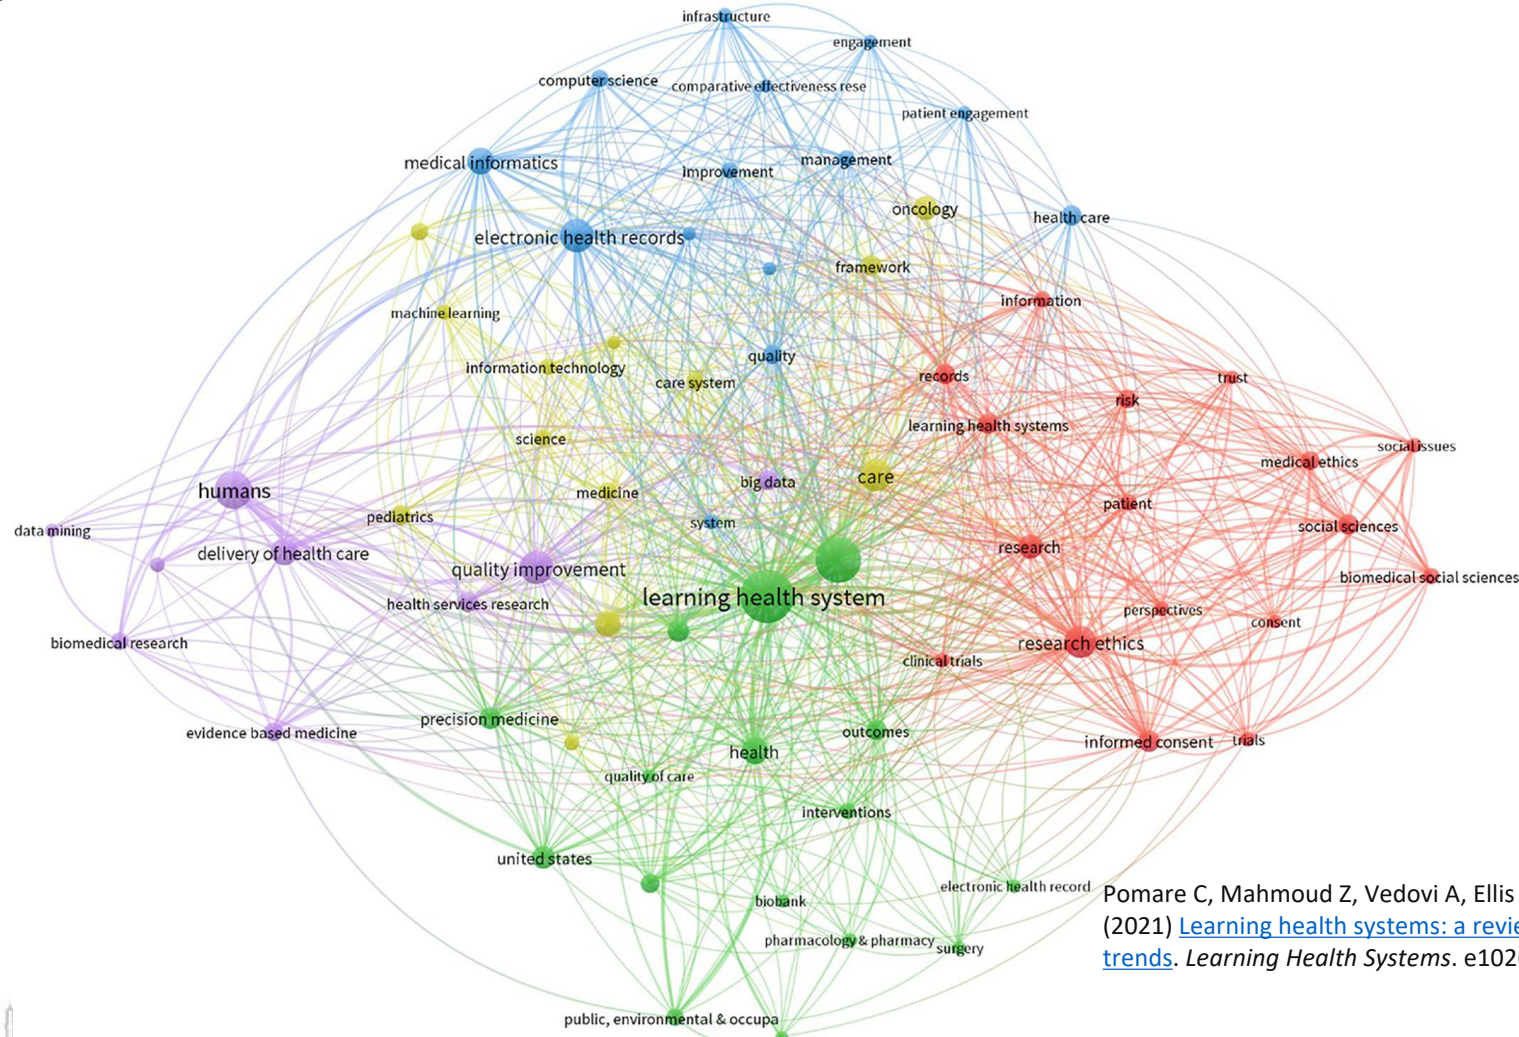 infrastructure
engagement
computer science
comparative effectiveness rese
patient engagement
medical informatics
improvement
management
oncology
health care
electronic health records
framework
information
machine learning
quality
information technology
care system
records
trust
risk
learning health systems
science
social issues
medical ethics
humans
medicine
big data
care
patient
data mining
pediatrics
system
social sciences
delivery of health care
research
quality improvement
biomedical social sciences
learning health system
health services research
perspectives
consent
biomedical research
research ethics
clinical trials
precision medicine
evidence based medicine
outcomes
informed consent
trials
health
quality of care
interventions
united states
electronic health record
biobank
pharmacology & pharmacy
surgery
public, environmental & occupa
Pomare C, Mahmoud Z, Vedovi A, Ellis
(2021) Learning health systems: a revie
trends. Learning Health Systems. e102